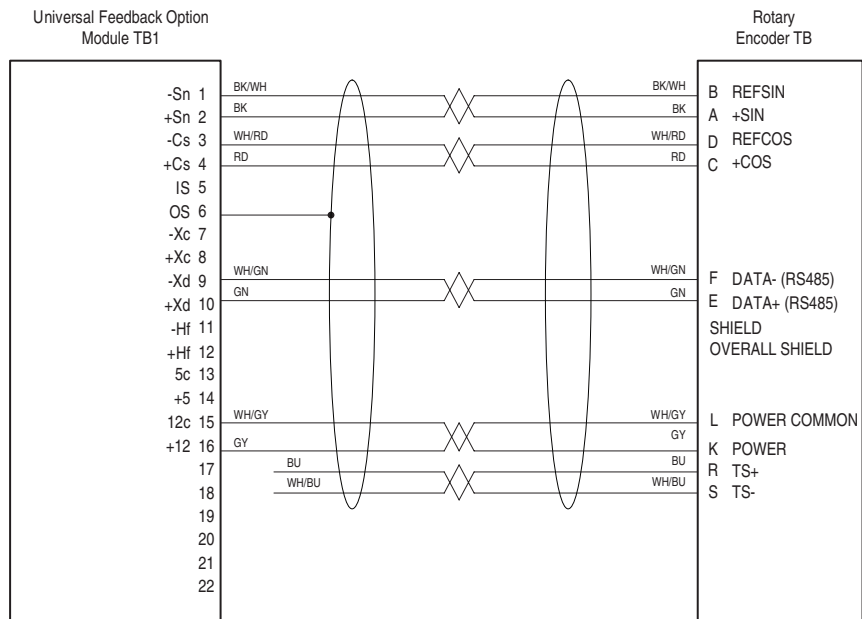 Universal Feedback Option
Module TB1
Rotary
Encoder TB
-Sn 1 BK/WH BK/WH B REFSIN
+Sn 2 BK BK A +SIN
-Cs 3 WH/RD WH/RD D REFCOS
+Cs 4 RD RD C +COS
IS 5
OS 6
-Xc 7
+Xc 8
-Xd 9 WH/GN WH/GN F DATA- (RS485)
+Xd 10 GN GN E DATA+ (RS485)
-Hf 11 SHIELD
+Hf 12 OVERALL SHIELD
5c 13
+5 14
12c 15 WH/GY WH/GY L POWER COMMON
+12 16 GY GY K POWER
17 BU BU R TS+
18 WH/BU WH/BU S TS-
19
20
21
22